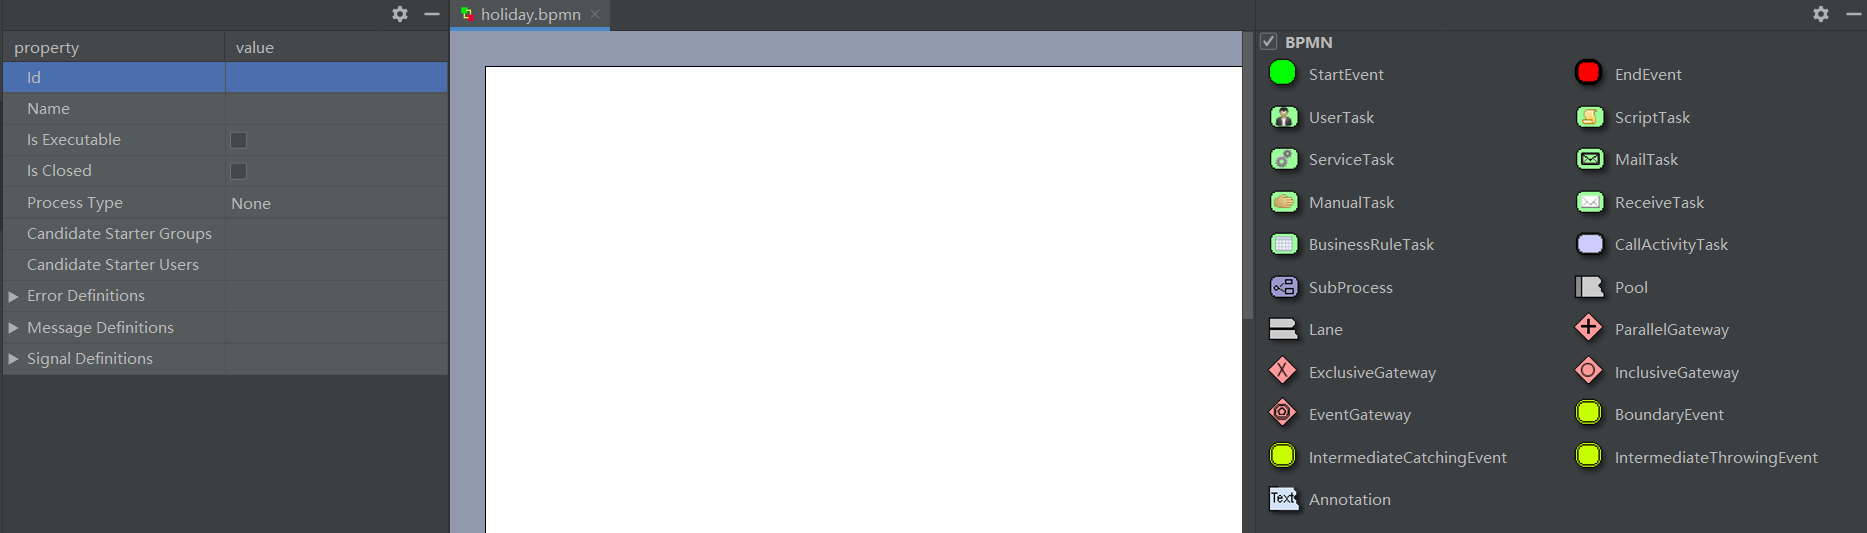 holiday.bpmn
property value
Id
Name
Is Executable
Is Closed
Process Type None
Candidate Starter Groups
Candidate Starter Users
Error Definitions
Message Definitions
Signal Definitions
BPMN
StartEvent EndEvent
UserTask ScriptTask
ServiceTask MailTask
ManualTask ReceiveTask
BusinessRuleTask CallActivityTask
SubProcess Pool
Lane ParallelGateway
ExclusiveGateway InclusiveGateway
EventGateway BoundaryEvent
IntermediateCatchingEvent IntermediateThrowingEvent
Text Annotation